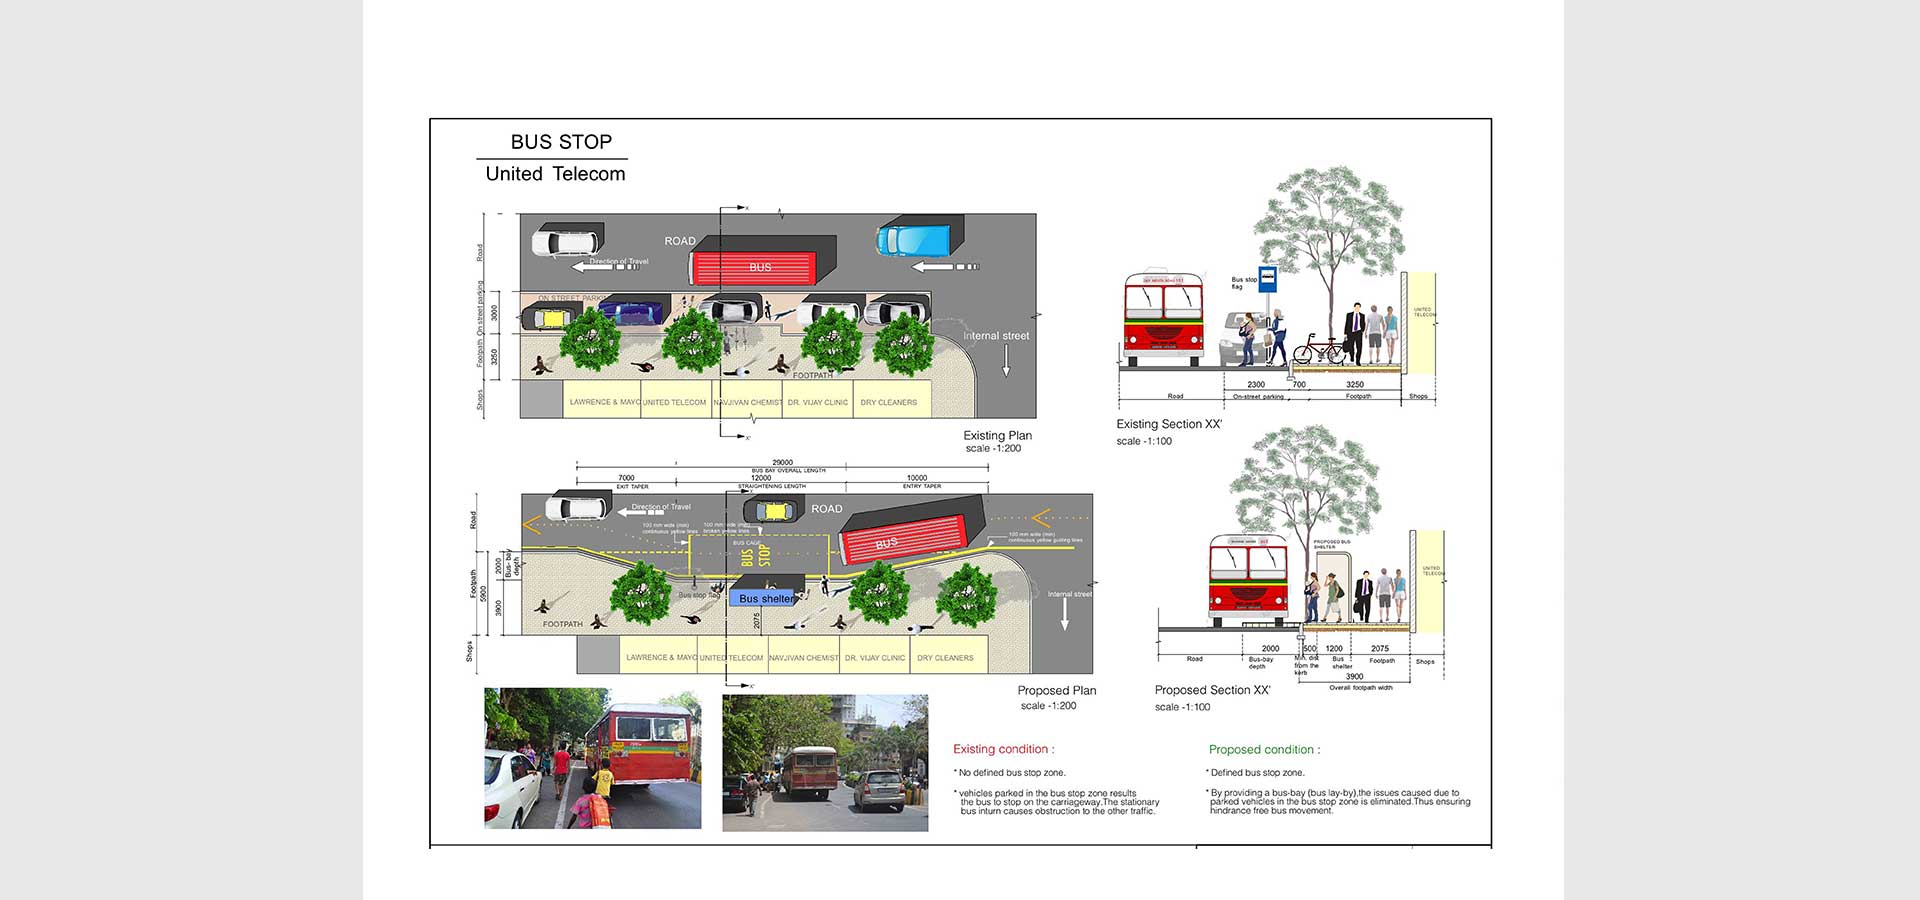 BUS STOP
United Telecom
x
Road
On street parking
Footpath
Shops
3000
3250
ROAD
Direction of Travel
BUS
ON STREET PARKIN
Internal street
FOOTPATH
LAWRENCE & MAYO
UNITED TELECOM
NAVJIVAN CHEMIST
DR. VIJAY CLINIC
DRY CLEANERS
x'
Existing Plan
scale -1:200
Bus stop
flag
UNITED
TELECOM
2300
700
3250
Road
On-street parking
Footpath
Shops
Existing Section XX'
scale -1:100
29000
BUS BAY OVERALL LENGTH
7000
12000
10000
EXIT TAPER
STRAIGHTENING LENGTH
ENTRY TAPER
x
Road
Footpath
Shops
5900
2000
Bus- bay
depth
3900
Direction of Travel
ROAD
100 mm wide (min)
continuous yellow lines
100 mm wide (min)
broken yellow lines
BUS CAGE
BUS
STOP
BUS
100 mm wide (min)
continuous yellow guiding lines
Bus stop flag
Bus shelter
2075
Internal street
FOOTPATH
LAWRENCE & MAYO
UNITED TELECOM
NAVJIVAN CHEMIST
DR. VIJAY CLINIC
DRY CLEANERS
x'
Proposed Plan
scale -1:200
PROPOSED BUS
SHELTER
UNITED
TELECOM
2000
500
1200
2075
Road
Bus-bay
depth
Min. dist
from the
kerb
Bus
shelter
Footpath
Shops
3900
Overall footpath width
Proposed Section XX'
scale -1:100
Existing condition :
* No defined bus stop zone.
* vehicles parked in the bus stop zone results
the bus to stop on the carriageway.The stationary
bus inturn causes obstruction to the other traffic.
Proposed condition :
* Defined bus stop zone.
* By providing a bus-bay (bus lay-by),the issues caused due to
parked vehicles in the bus stop zone is eliminated.Thus ensuring
hindrance free bus movement.